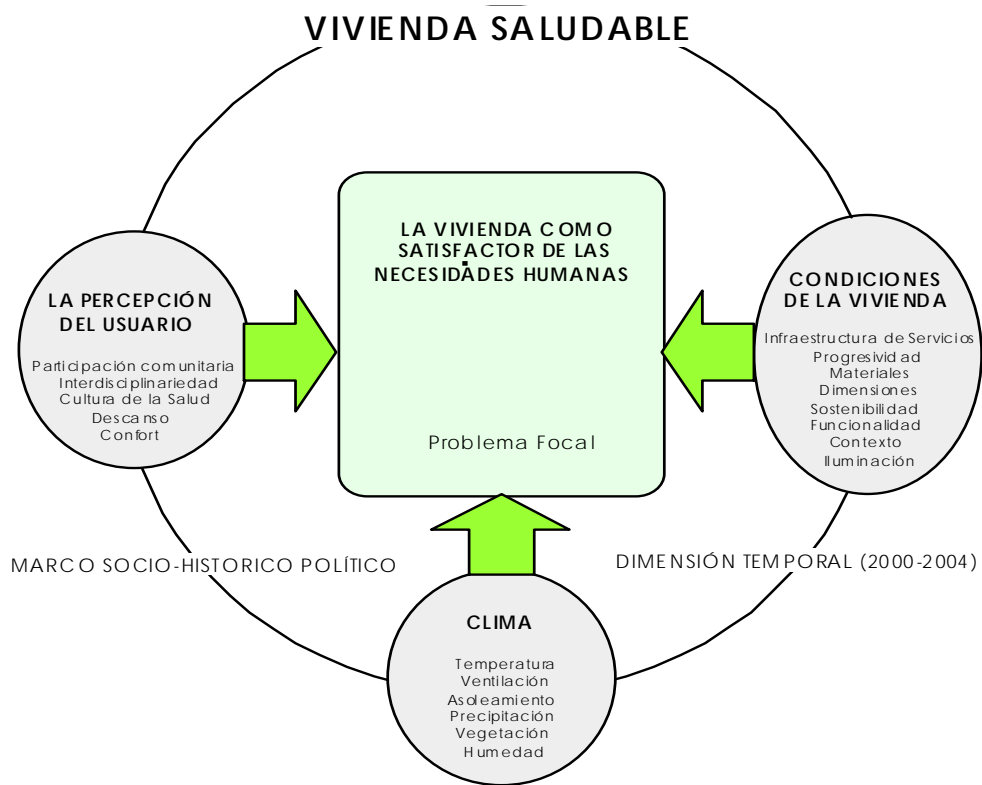 VIVIENDA SALUDABLE
LA VIVIENDA COMO
SATISFACTOR DE LAS
NECESIDADES HUMANAS
Problema Focal
LA PERCEPCIÓN
DEL USUARIO
Participación comunitaria
Interdisciplinariedad
Cultura de la Salud
Descanso
Confort
CONDICIONES
DE LA VIVIENDA
Infraestructura de Servicios
Progresividad
Materiales
Dimensiones
Sostenibilidad
Funcionalidad
Contexto
Iluminación
MARCO SOCIO-HISTORICO POLÍTICO
DIMENSIÓN TEMPORAL (2000-2004)
CLIMA
Temperatura
Ventilación
Asoleamiento
Precipitación
Vegetación
Humedad